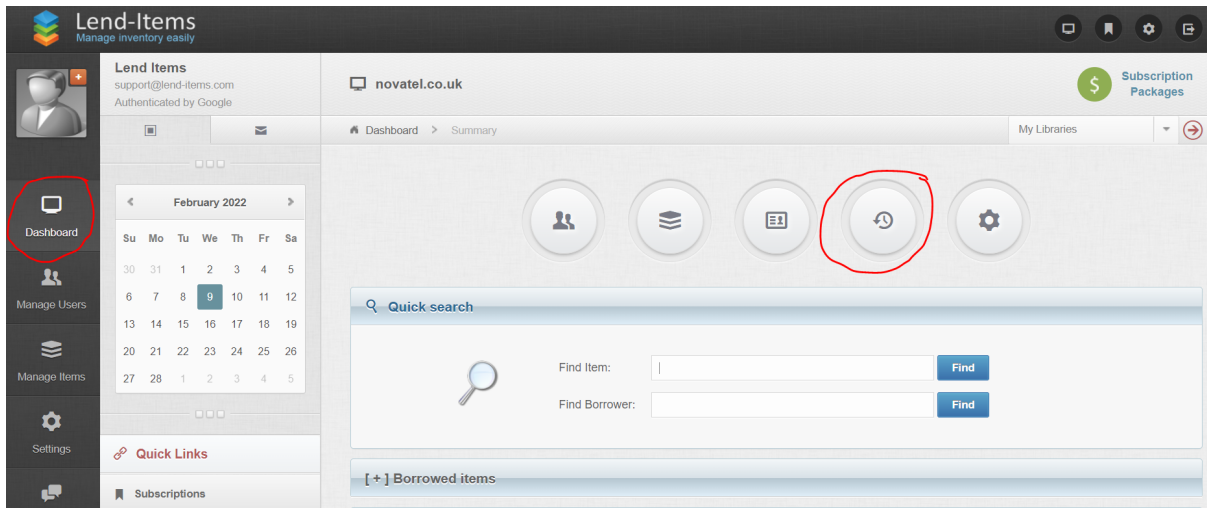 Lend-Items
Manage inventory easily
Lend Items
support@lend-items.com
Authenticated by Google
novatel.co.uk
$
Subscription
Packages
Dashboard > Summary
My Libraries
Dashboard
Manage Users
Manage Items
Settings
< February 2022 >
Su Mo Tu We Th Fr Sa
30 31 1 2 3 4 5
6 7 8 9 10 11 12
13 14 15 16 17 18 19
20 21 22 23 24 25 26
27 28 1 2 3 4 5
Quick Links
Subscriptions
Quick search
Find Item: Find
Find Borrower: Find
[ + ] Borrowed items